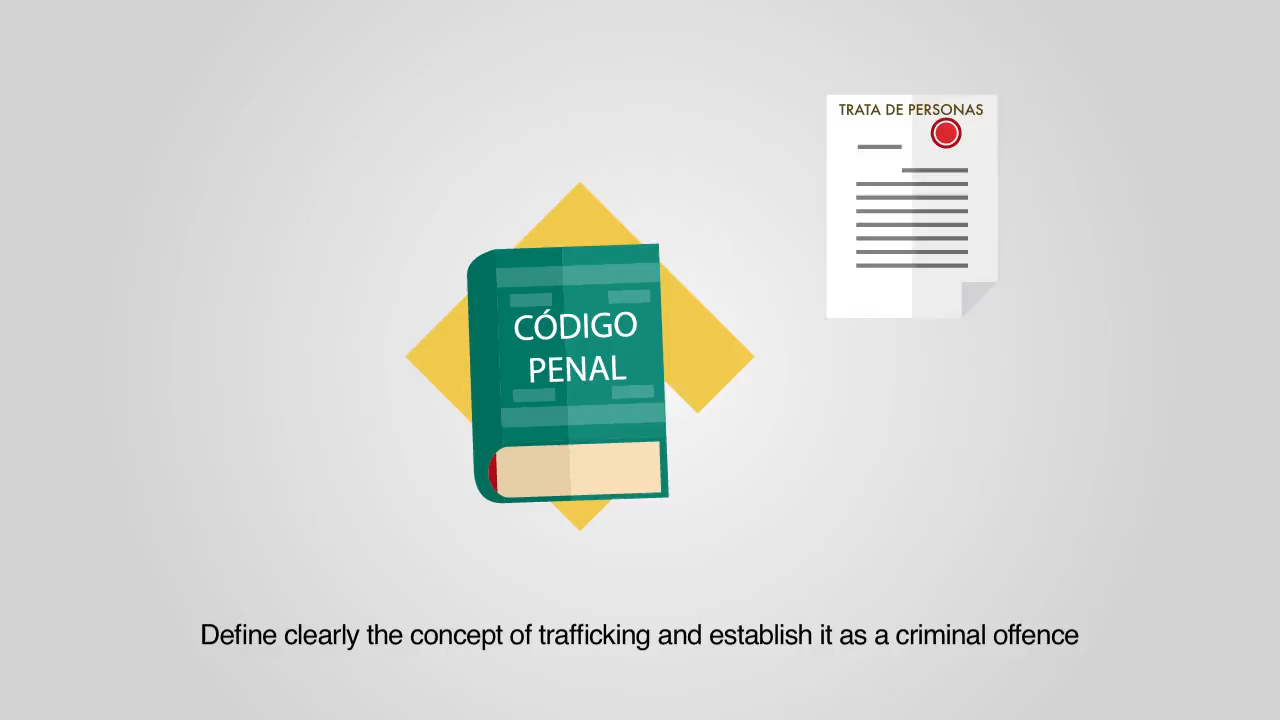 TRATA DE PERSONAS
CÓDIGO
PENAL
Define clearly the concept of trafficking and establish it as a criminal offence